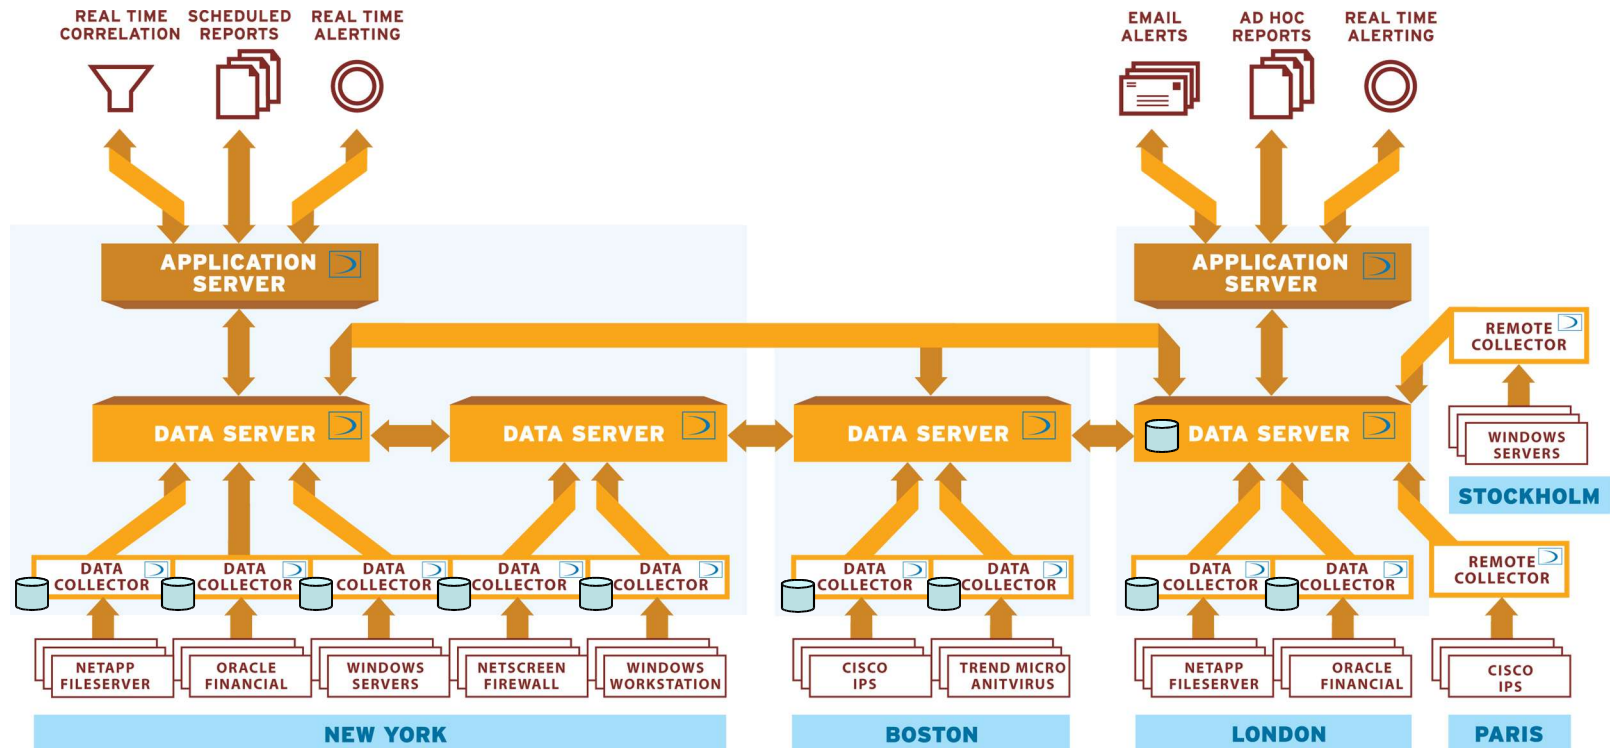 REAL TIME
CORRELATION
SCHEDULED
REPORTS
REAL TIME
ALERTING
EMAIL
ALERTS
AD HOC
REPORTS
REAL TIME
ALERTING
APPLICATION
SERVER
APPLICATION
SERVER
REMOTE
COLLECTOR
DATA SERVER
DATA SERVER
DATA SERVER
DATA SERVER
WINDOWS
SERVERS
STOCKHOLM
DATA
COLLECTOR
DATA
COLLECTOR
DATA
COLLECTOR
DATA
COLLECTOR
DATA
COLLECTOR
DATA
COLLECTOR
DATA
COLLECTOR
DATA
COLLECTOR
DATA
COLLECTOR
REMOTE
COLLECTOR
NETAPP
FILESERVER
ORACLE
FINANCIAL
WINDOWS
SERVERS
NETSCREEN
FIREWALL
WINDOWS
WORKSTATION
CISCO
IPS
TREND MICRO
ANITVIRUS
NETAPP
FILESERVER
ORACLE
FINANCIAL
CISCO
IPS
NEW YORK
BOSTON
LONDON
PARIS